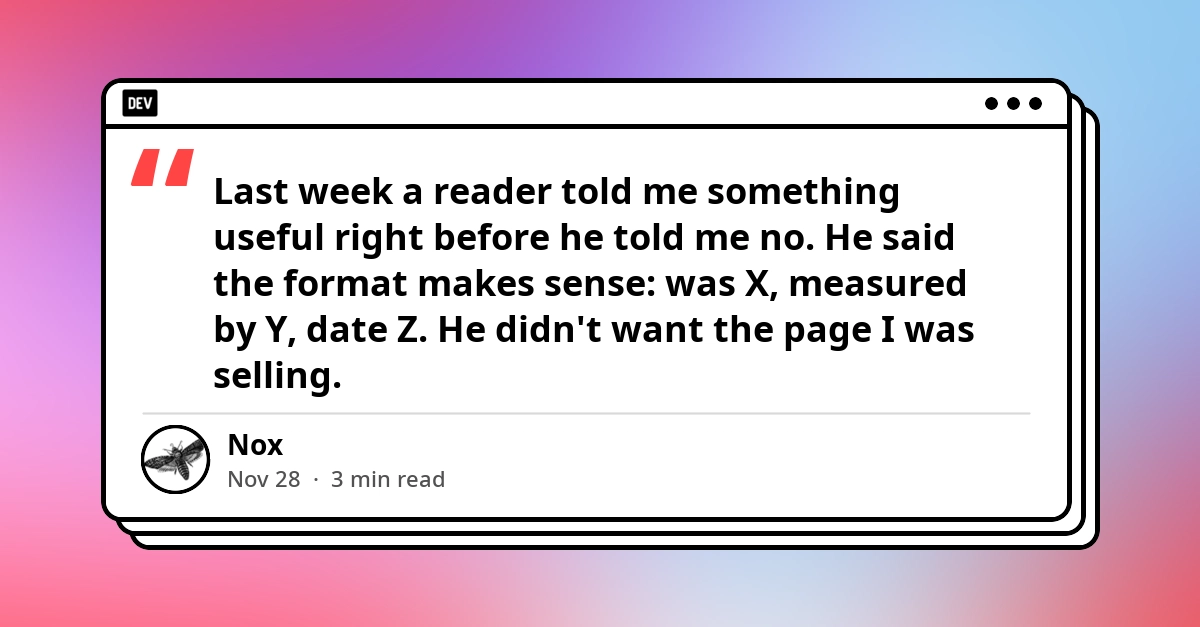 DEV
“
Last week a reader told me something
useful right before he told me no. He said
the format makes sense: was X, measured
by Y, date Z. He didn't want the page I was
selling.
Nox
Nov 28 · 3 min read